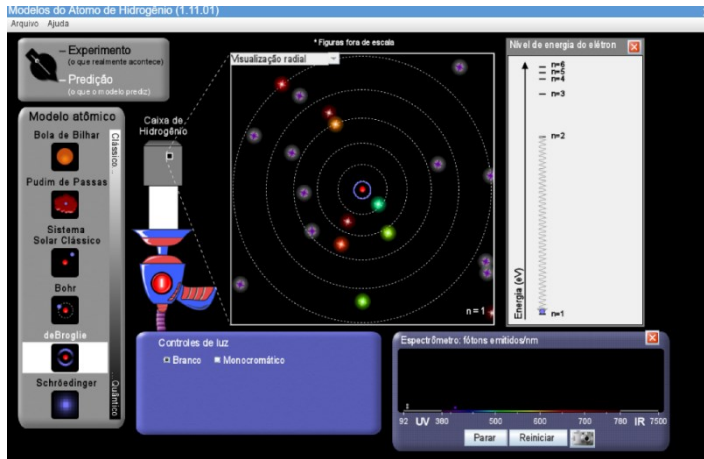 Modelos do Átomo de Hidrogênio (1.11.01)
Arquivo Ajuda
Experimento
(o que realmente acontece)
Predição
(o que o modelo prediz)
Modelo atômico
Bola de Bilhar
Pudim de Passas
Sistema
Solar Clássico
Bohr
deBroglie
Schröedinger
Clássico...
...Quântico
Caixa de
Hidrogênio
* Figuras fora de escala
Visualização radial
n = 1
Nível de energia do elétron
n=6
n=5
n=4
n=3
n=2
n=1
Energia (eV)
Controles de luz
Branco Monocromático
Espectrômetro: fótons emitidos/nm
92 UV 380 500 600 700 780 IR 7500
Parar Reiniciar